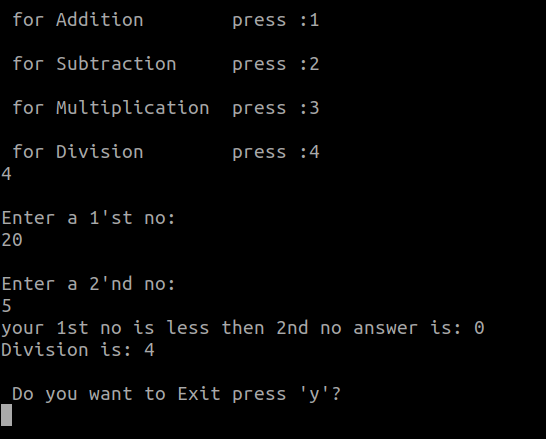 for Addition        press :1
for Subtraction     press :2
for Multiplication  press :3
for Division        press :4
4
Enter a 1'st no:
20
Enter a 2'nd no:
5
your 1st no is less then 2nd no answer is: 0
Division is: 4
Do you want to Exit press 'y'?